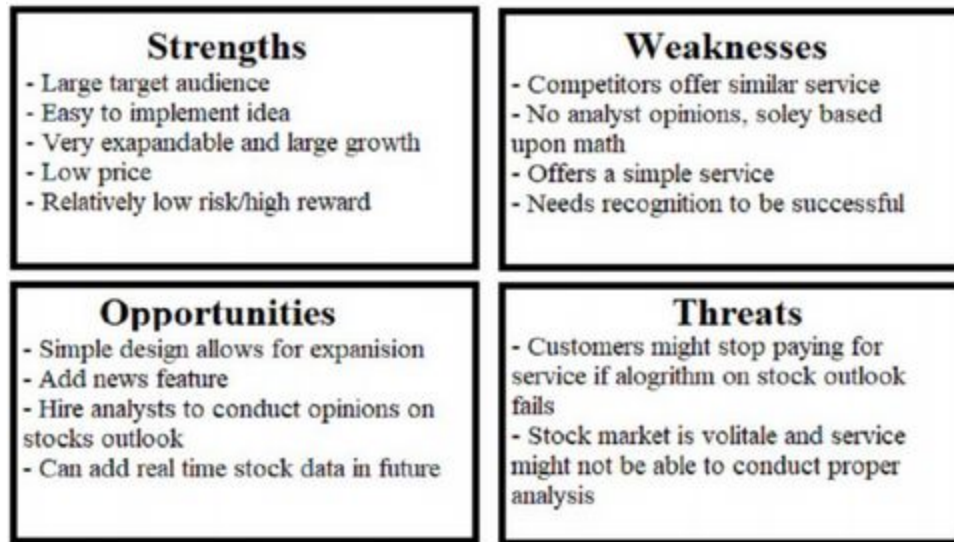 Strengths
- Large target audience
- Easy to implement idea
- Very exapandable and large growth
- Low price
- Relatively low risk/high reward
Weaknesses
- Competitors offer similar service
- No analyst opinions, soley based
upon math
- Offers a simple service
- Needs recognition to be successful
Opportunities
- Simple design allows for expanision
- Add news feature
- Hire analysts to conduct opinions on
stocks outlook
- Can add real time stock data in future
Threats
- Customers might stop paying for
service if alogrithm on stock outlook
fails
- Stock market is volitale and service
might not be able to conduct proper
analysis